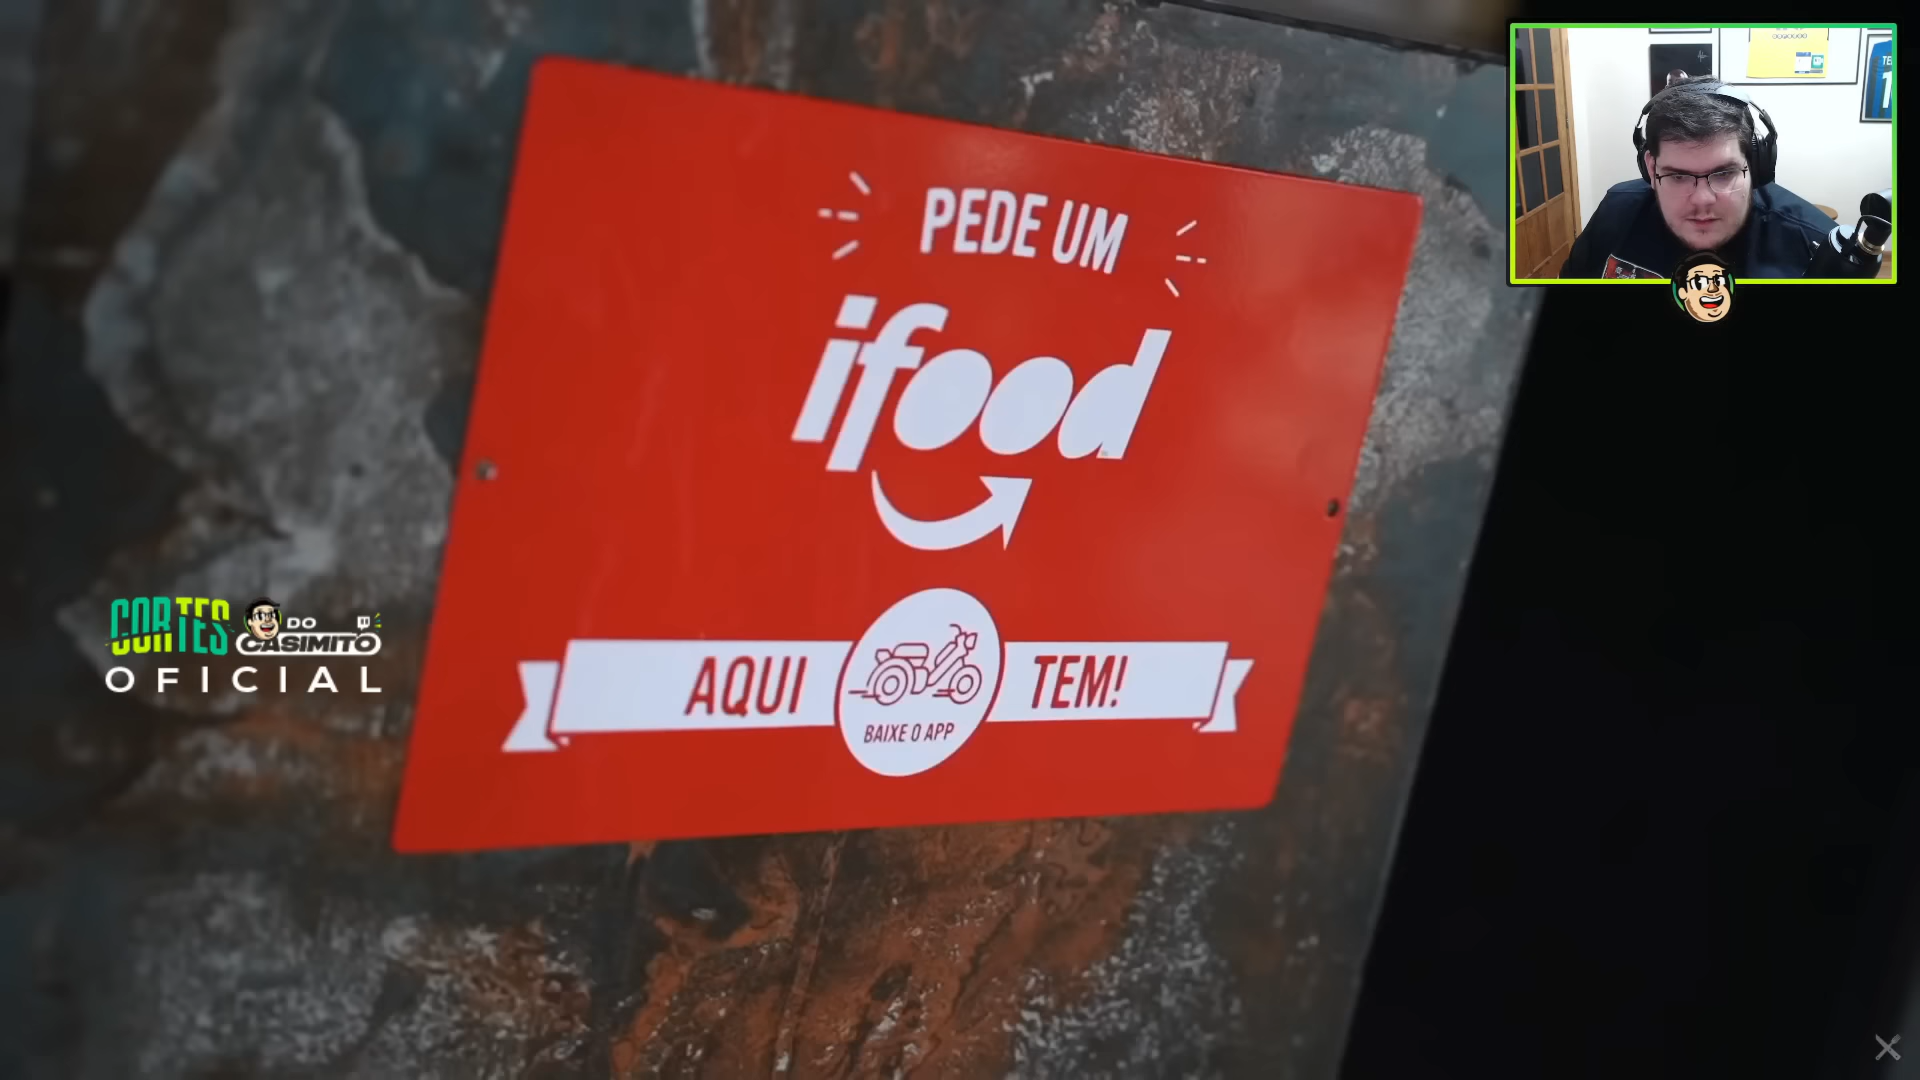 PEDE UM
ifood
AQUI TEM!
BAIXE O APP
CORTES DO CASIMITO
OFICIAL